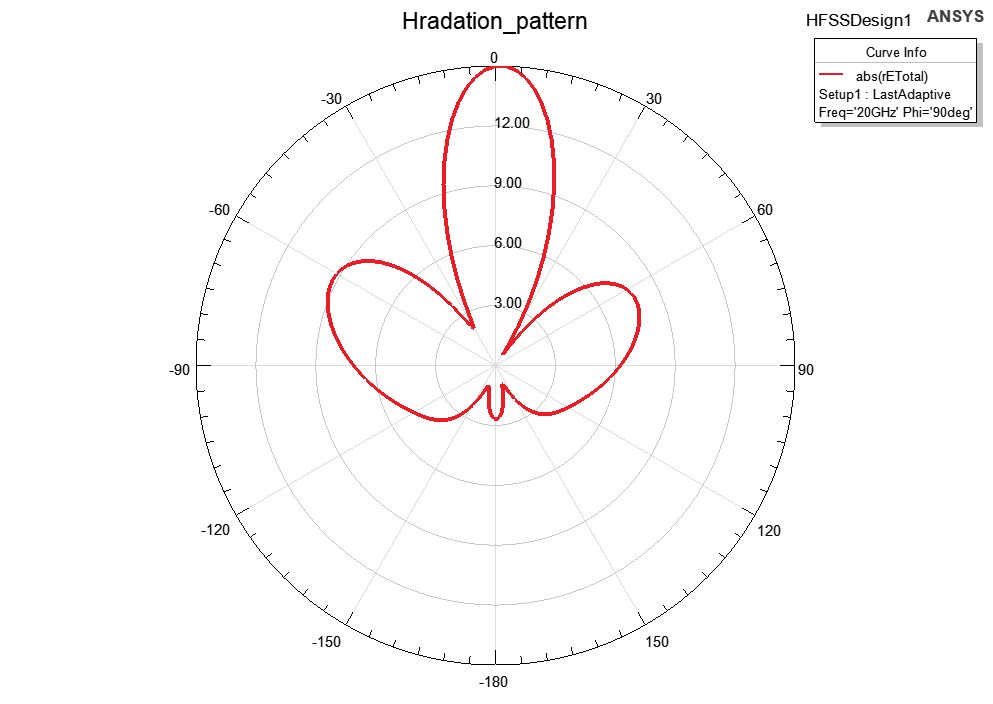 Hradation_pattern
HFSSDesign1
ANSYS
Curve Info
abs(rETotal)
Setup1 : LastAdaptive
Freq='20GHz' Phi='90deg'
0
-30
30
12.00
9.00
-60
60
6.00
3.00
-90
90
-120
120
-150
150
-180